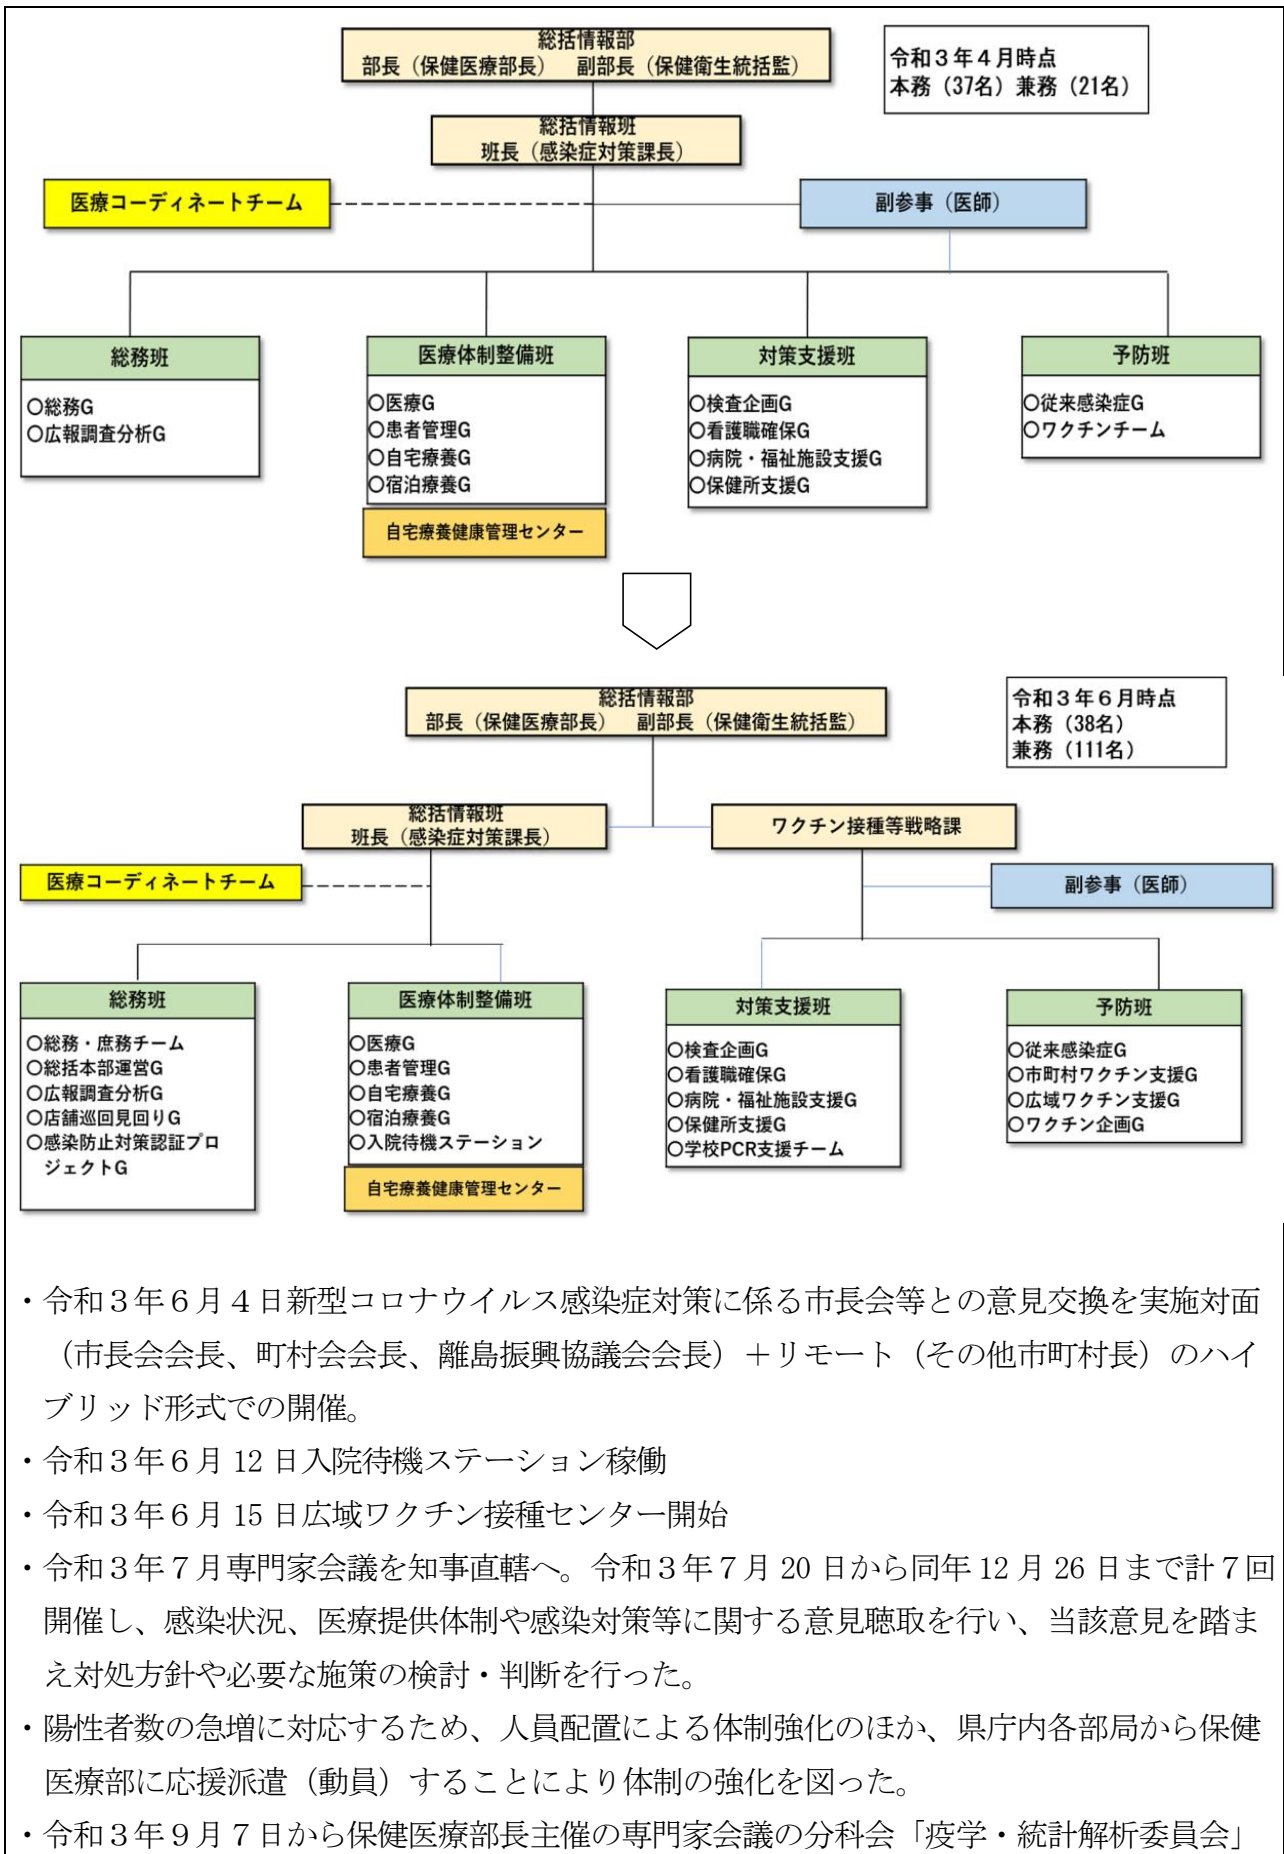 総括情報部
部長（保健医療部長）　副部長（保健衛生統括監）
令和３年４月時点
本務（37名）兼務（21名）
総括情報班
班長（感染症対策課長）
医療コーディネートチーム
副参事（医師）
総務班
〇総務G
〇広報調査分析G
医療体制整備班
〇医療G
〇患者管理G
〇自宅療養G
〇宿泊療養G
自宅療養健康管理センター
対策支援班
〇検査企画G
〇看護職確保G
〇病院・福祉施設支援G
〇保健所支援G
予防班
〇従来感染症G
〇ワクチンチーム
総括情報部
部長（保健医療部長）　副部長（保健衛生統括監）
令和３年６月時点
本務（38名）
兼務（111名）
総括情報班
班長（感染症対策課長）
ワクチン接種等戦略課
医療コーディネートチーム
副参事（医師）
総務班
〇総務・庶務チーム
〇総括本部運営G
〇広報調査分析G
〇店舗巡回見回りG
〇感染防止対策認証プロ
ジェクトG
医療体制整備班
〇医療G
〇患者管理G
〇自宅療養G
〇宿泊療養G
〇入院待機ステーション
自宅療養健康管理センター
対策支援班
〇検査企画G
〇看護職確保G
〇病院・福祉施設支援G
〇保健所支援G
〇学校PCR支援チーム
予防班
〇従来感染症G
〇市町村ワクチン支援G
〇広域ワクチン支援G
〇ワクチン企画G
・令和３年６月４日新型コロナウイルス感染症対策に係る市長会等との意見交換を実施対面
（市長会会長、町村会会長、離島振興協議会会長）＋リモート（その他市町村長）のハイ
ブリッド形式での開催。
・令和３年６月 12 日入院待機ステーション稼働
・令和３年６月 15 日広域ワクチン接種センター開始
・令和３年７月専門家会議を知事直轄へ。令和３年７月 20 日から同年 12 月 26 日まで計７回
開催し、感染状況、医療提供体制や感染対策等に関する意見聴取を行い、当該意見を踏ま
え対処方針や必要な施策の検討・判断を行った。
・陽性者数の急増に対応するため、人員配置による体制強化のほか、県庁内各部局から保健
医療部に応援派遣（動員）することにより体制の強化を図った。
・令和３年９月７日から保健医療部長主催の専門家会議の分科会「疫学・統計解析委員会」